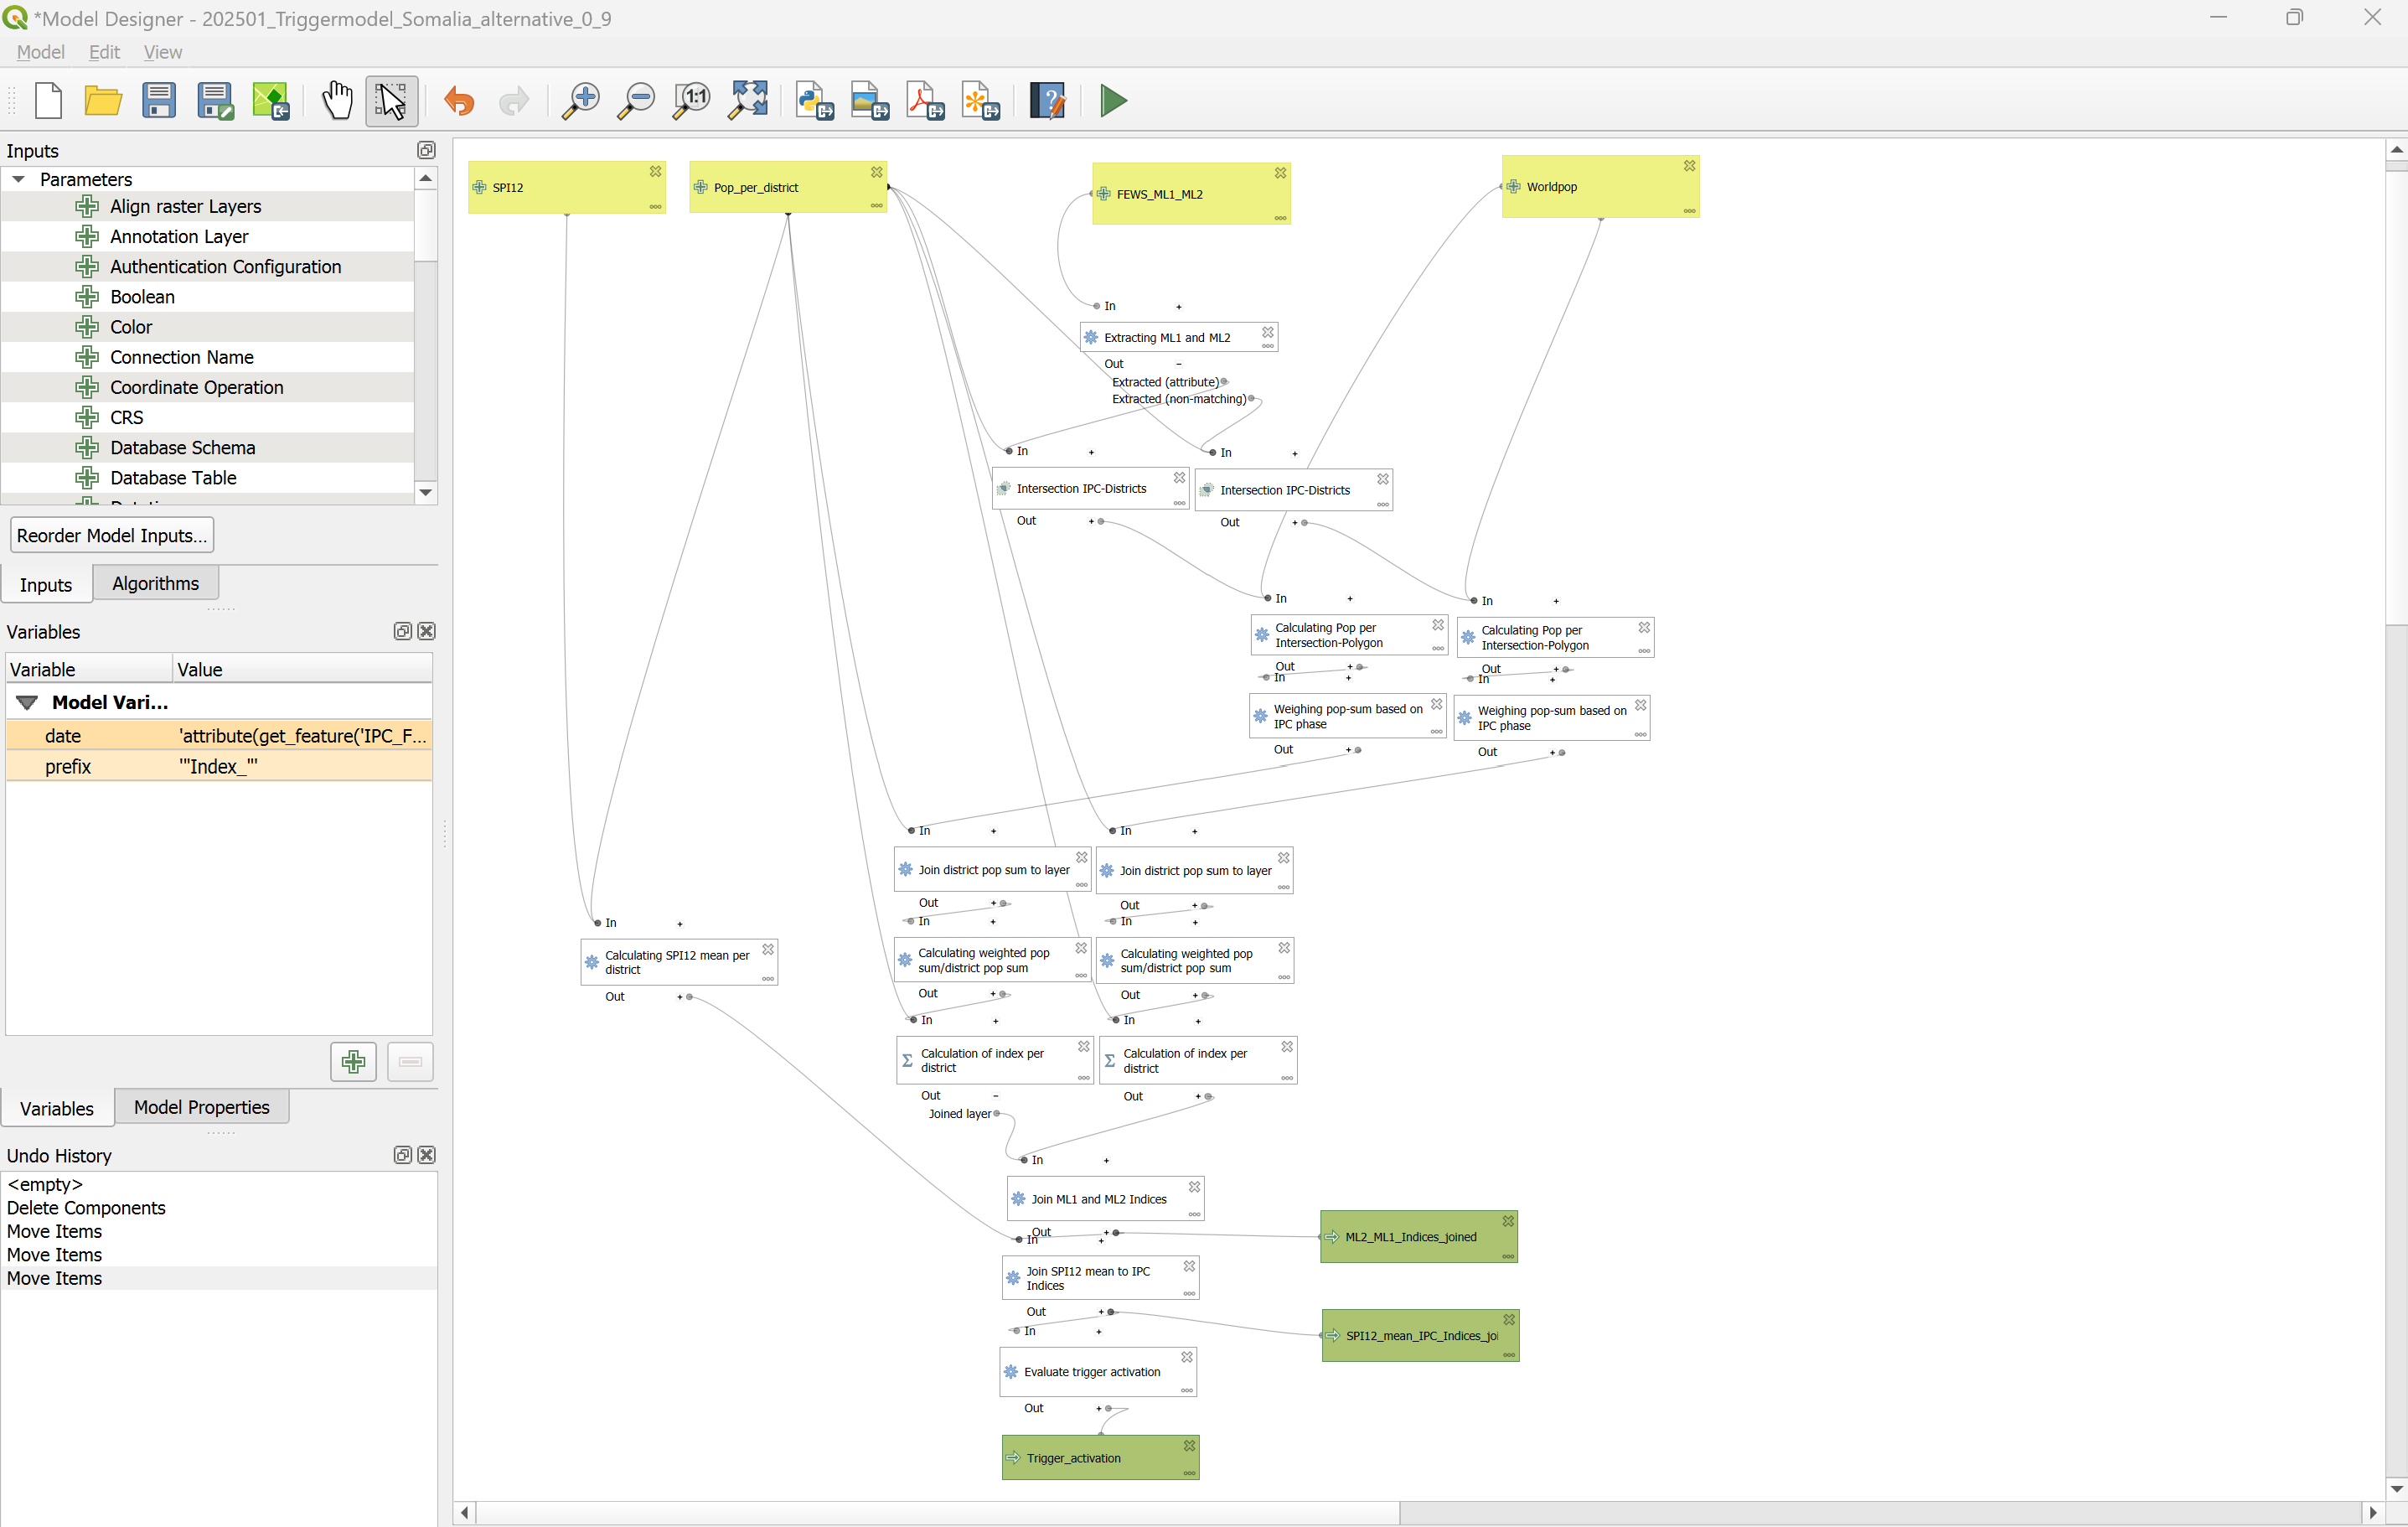 *Model Designer - 202501_Triggermodel_Somalia_alternative_0_9
Model Edit View
1:1
Inputs
Parameters
Align raster Layers
Annotation Layer
Authentication Configuration
Boolean
Color
Connection Name
Coordinate Operation
CRS
Database Schema
Database Table
Reorder Model Inputs...
Inputs Algorithms
Variables
Variable Value
Model Vari...
date 'attribute(get_feature('IPC_F...
prefix '"Index_"'
Variables Model Properties
Undo History
<empty>
Delete Components
Move Items
Move Items
Move Items
SPI12
Pop_per_district
FEWS_ML1_ML2
Worldpop
In
Extracting ML1 and ML2
Out
Extracted (attribute)
Extracted (non-matching)
In
In
Intersection IPC-Districts
Intersection IPC-Districts
Out
Out
In
In
Calculating Pop per
Intersection-Polygon
Calculating Pop per
Intersection-Polygon
Out
Out
In
In
Weighing pop-sum based on
IPC phase
Weighing pop-sum based on
IPC phase
Out
Out
In
In
Join district pop sum to layer
Join district pop sum to layer
Out
Out
In
In
In
Calculating SPI12 mean per
district
Calculating weighted pop
sum/district pop sum
Calculating weighted pop
sum/district pop sum
Out
Out
Out
In
In
Calculation of index per
district
Calculation of index per
district
Out
Out
Joined layer
In
Join ML1 and ML2 Indices
Out
In
ML2_ML1_Indices_joined
Join SPI12 mean to IPC
Indices
Out
In
SPI12_mean_IPC_Indices_joi
Evaluate trigger activation
Out
Trigger_activation